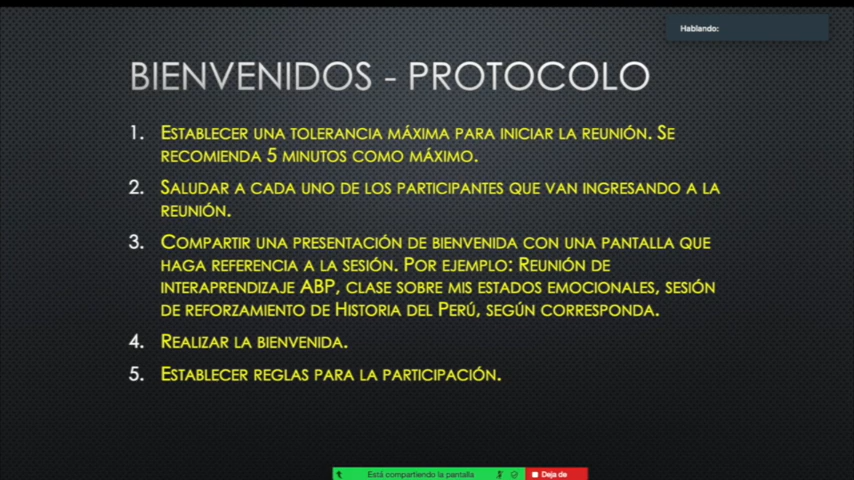 Hablando:
BIENVENIDOS - PROTOCOLO
1. ESTABLECER UNA TOLERANCIA MÁXIMA PARA INICIAR LA REUNIÓN. SE
RECOMIENDA 5 MINUTOS COMO MÁXIMO.
2. SALUDAR A CADA UNO DE LOS PARTICIPANTES QUE VAN INGRESANDO A LA
REUNIÓN.
3. COMPARTIR UNA PRESENTACIÓN DE BIENVENIDA CON UNA PANTALLA QUE
HAGA REFERENCIA A LA SESIÓN. POR EJEMPLO: REUNIÓN DE
INTERAPRENDIZAJE ABP, CLASE SOBRE MIS ESTADOS EMOCIONALES, SESIÓN
DE REFORZAMIENTO DE HISTORIA DEL PERÚ, SEGÚN CORRESPONDA.
4. REALIZAR LA BIENVENIDA.
5. ESTABLECER REGLAS PARA LA PARTICIPACIÓN.
Está compartiendo la pantalla
Deja de